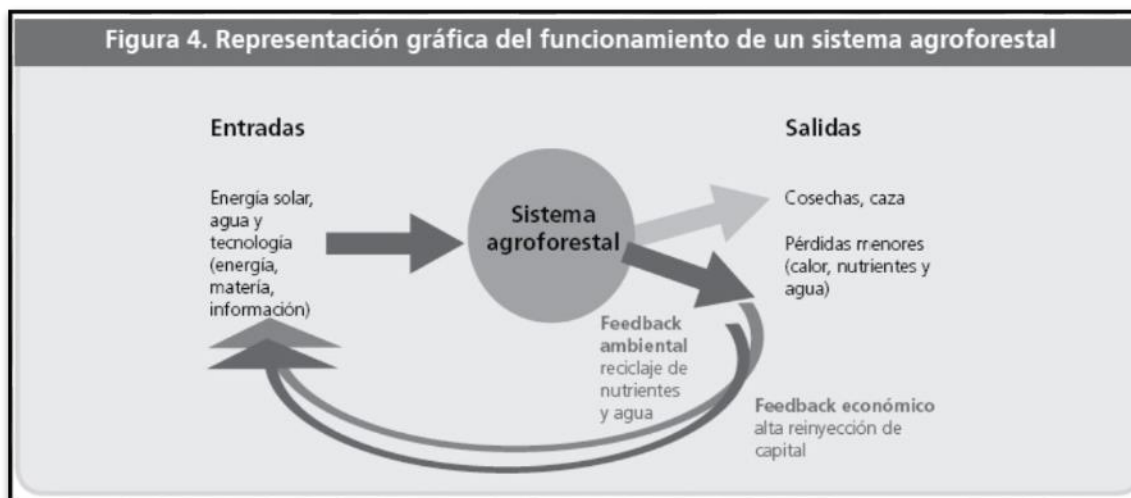 Figura 4. Representación gráfica del funcionamiento de un sistema agroforestal
Entradas
Energía solar,
agua y
tecnología
(energía,
matería,
información)
Sistema
agroforestal
Salidas
Cosechas, caza
Pérdidas menores
(calor, nutrientes y
agua)
Feedback
ambiental
reciclaje de
nutrientes
y agua
Feedback económico
alta reinyección de
capital